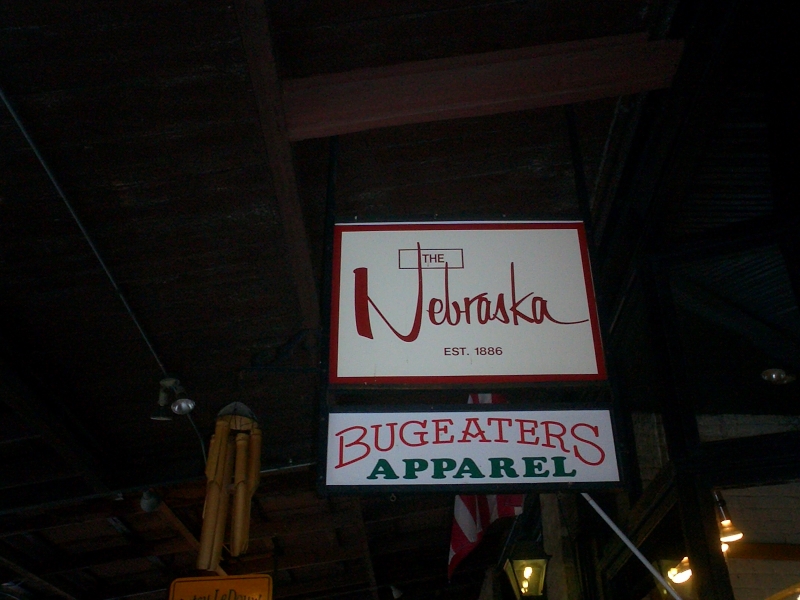 THE
Nebraska
EST. 1886
BUGEATERS
APPAREL